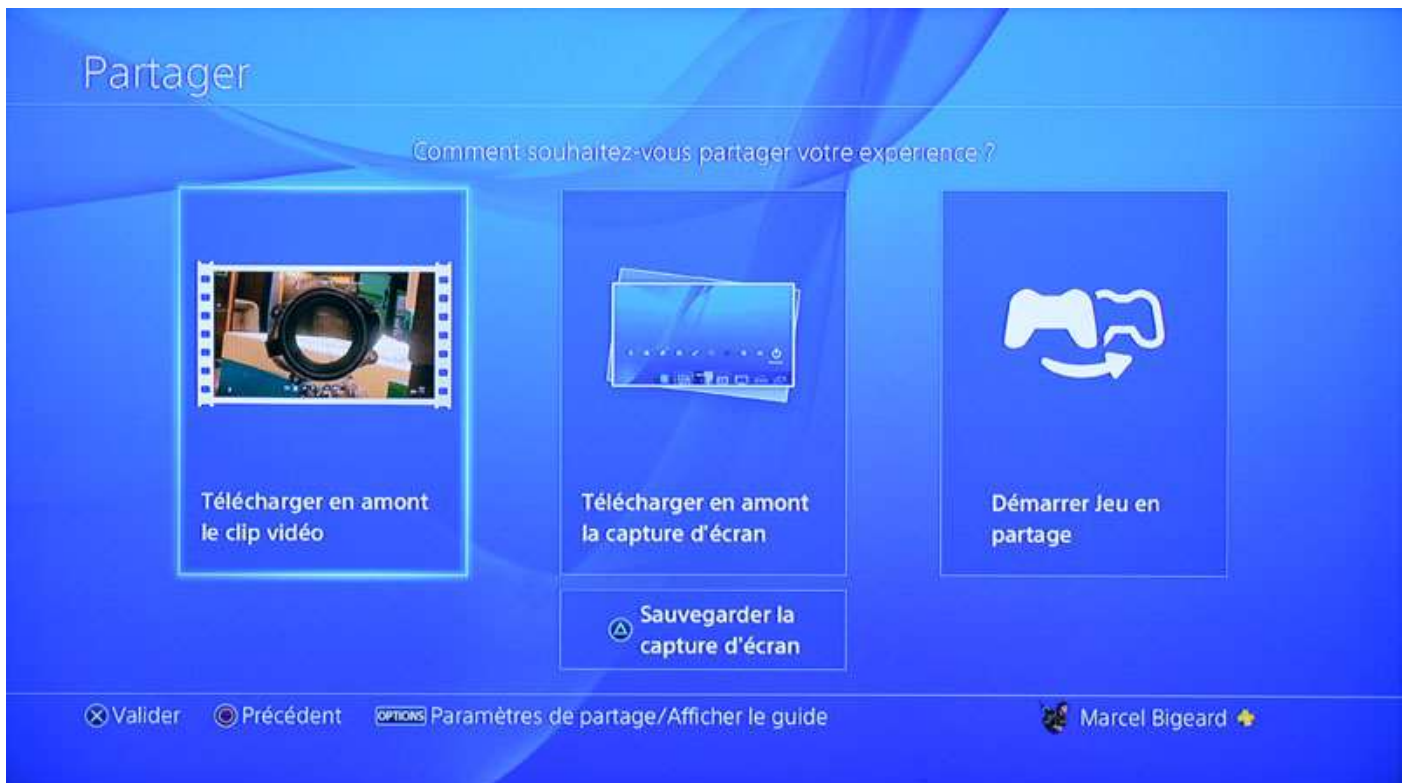 Partager
Comment souhaitez-vous partager votre expérience ?
Télécharger en amont
le clip vidéo
Télécharger en amont
la capture d'écran
Démarrer Jeu en
partage
Sauvegarder la
capture d'écran
Valider
Précédent
OPTIONS Paramètres de partage/Afficher le guide
Marcel Bigeard